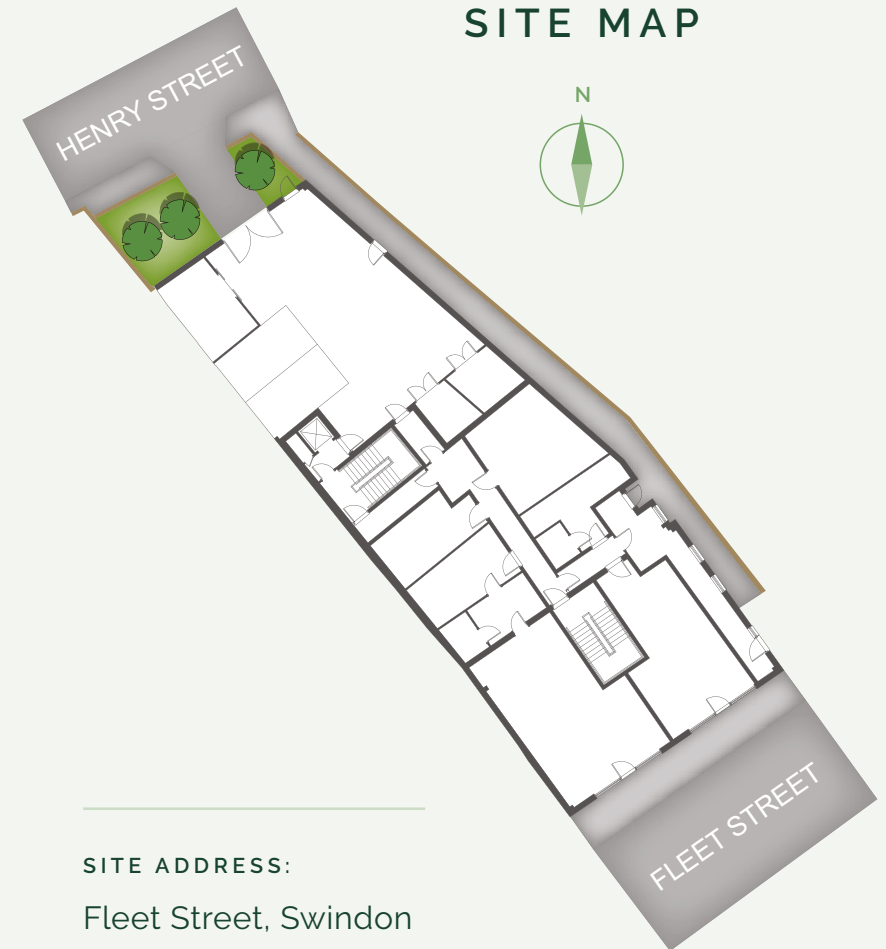 SITE MAP
N
HENRY STREET
FLEET STREET
SITE ADDRESS:
Fleet Street, Swindon